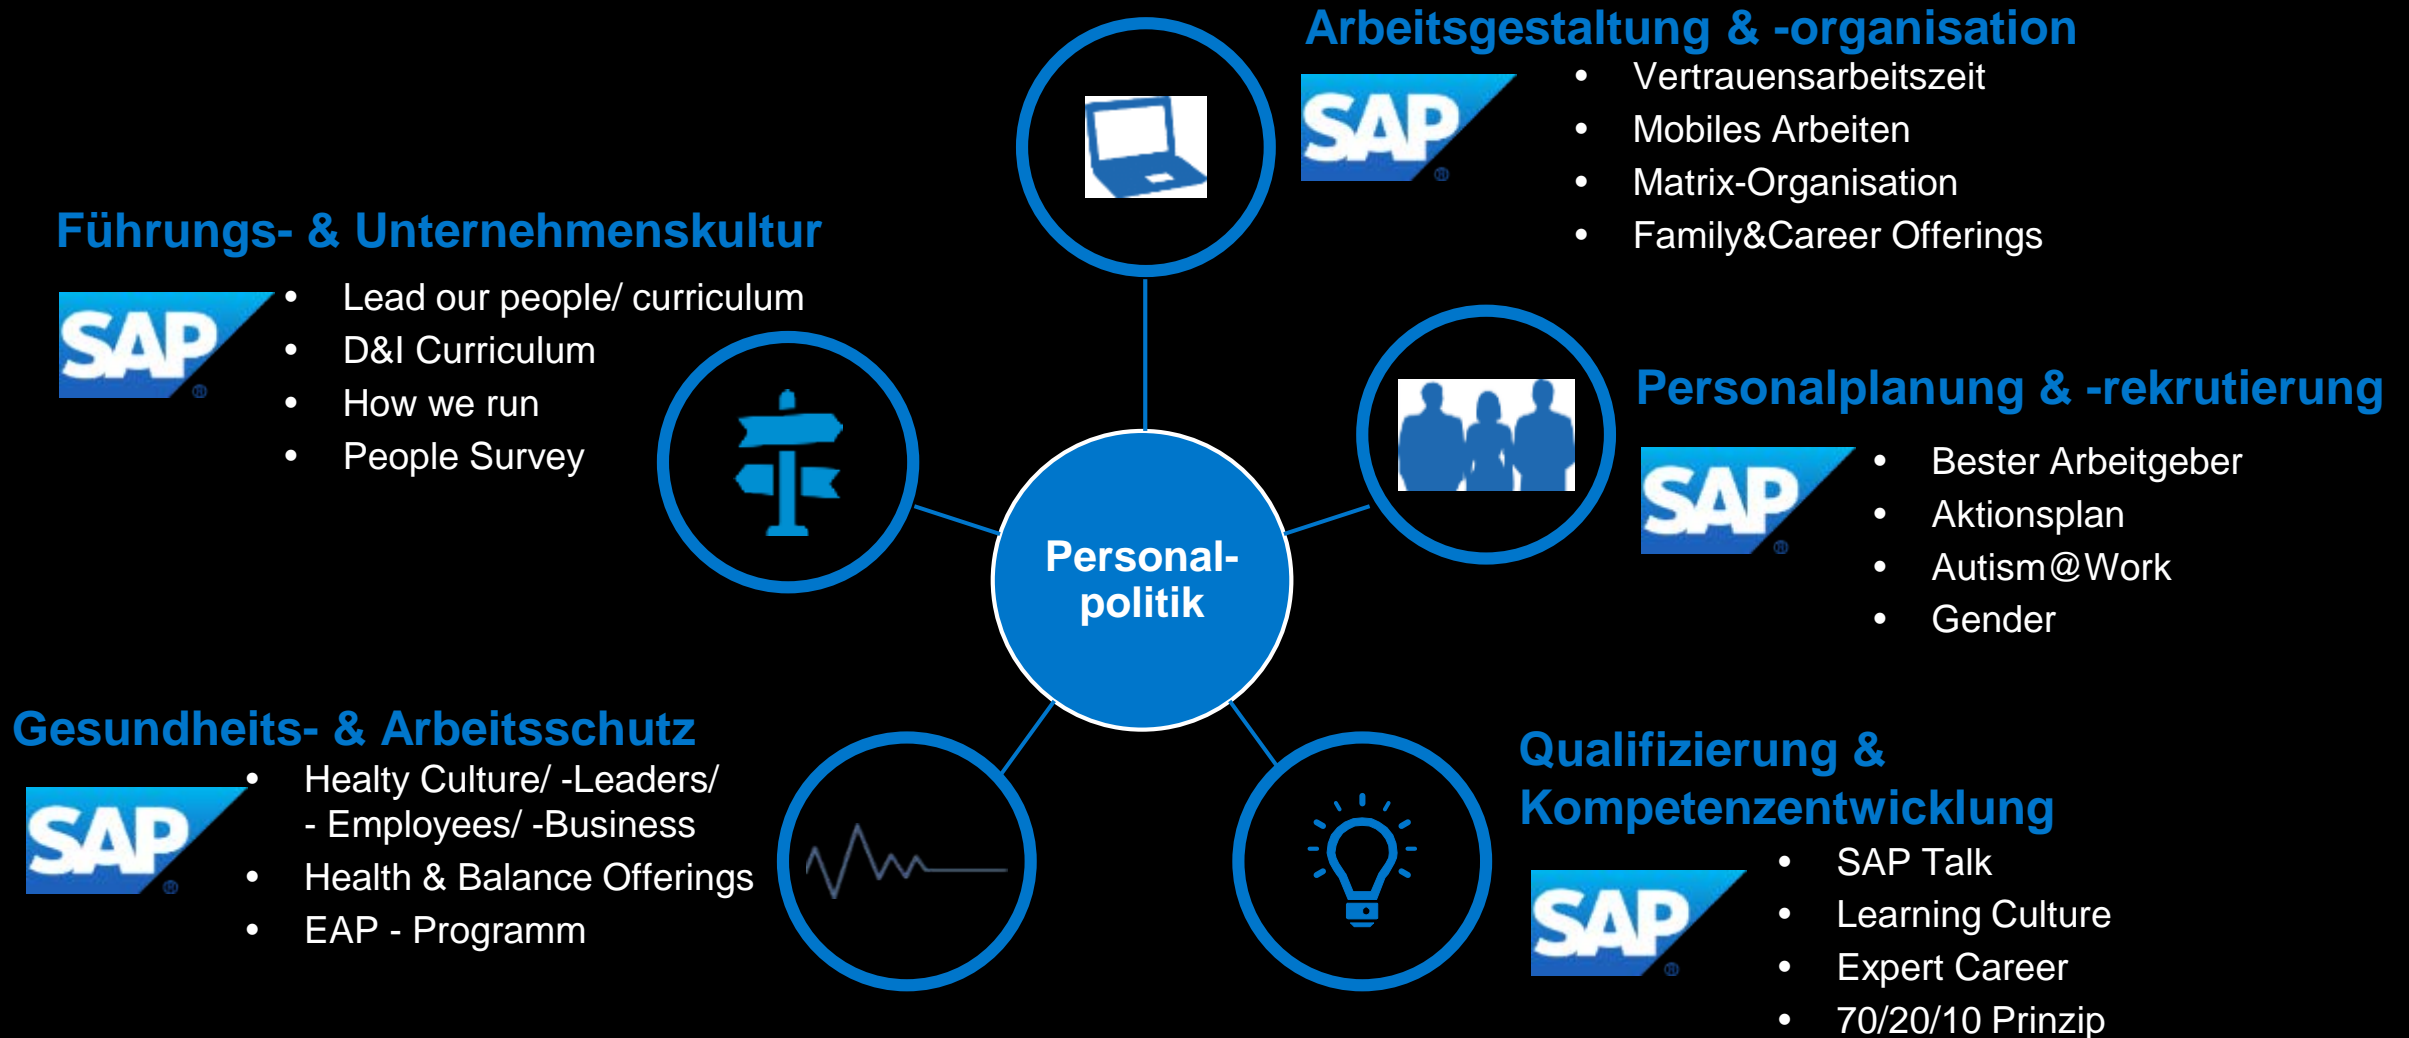 Arbeitsgestaltung & -organisation
SAP
®
• Vertrauensarbeitszeit
• Mobiles Arbeiten
• Matrix-Organisation
• Family&Career Offerings
Führungs- & Unternehmenskultur
SAP
®
• Lead our people/ curriculum
• D&I Curriculum
• How we run
• People Survey
Personalplanung & -rekrutierung
SAP
®
• Bester Arbeitgeber
• Aktionsplan
• Autism@Work
• Gender
Personal-
politik
Gesundheits- & Arbeitsschutz
SAP
®
• Healty Culture/ -Leaders/
- Employees/ -Business
• Health & Balance Offerings
• EAP - Programm
Qualifizierung &
Kompetenzentwicklung
SAP
®
• SAP Talk
• Learning Culture
• Expert Career
• 70/20/10 Prinzip